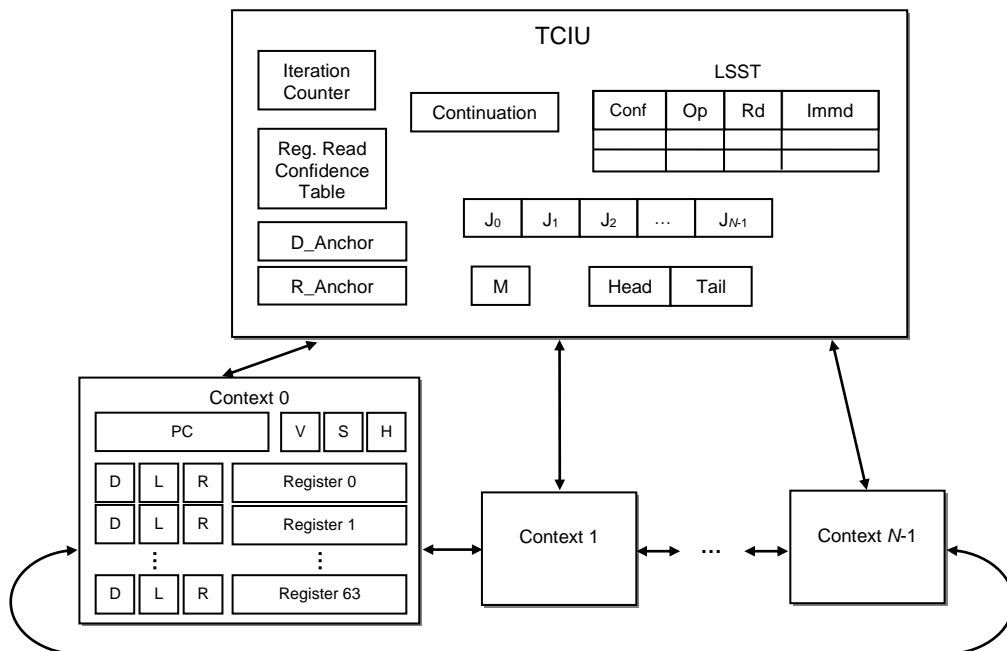 TCIU
Iteration
Counter
Continuation
LSST
Conf Op Rd Immd
Reg. Read
Confidence
Table
J0 J1 J2 ... JN-1
D_Anchor
R_Anchor
M
Head Tail
Context 0
PC V S H
D L R Register 0
D L R Register 1
D L R Register 63
Context 1
...
Context N-1